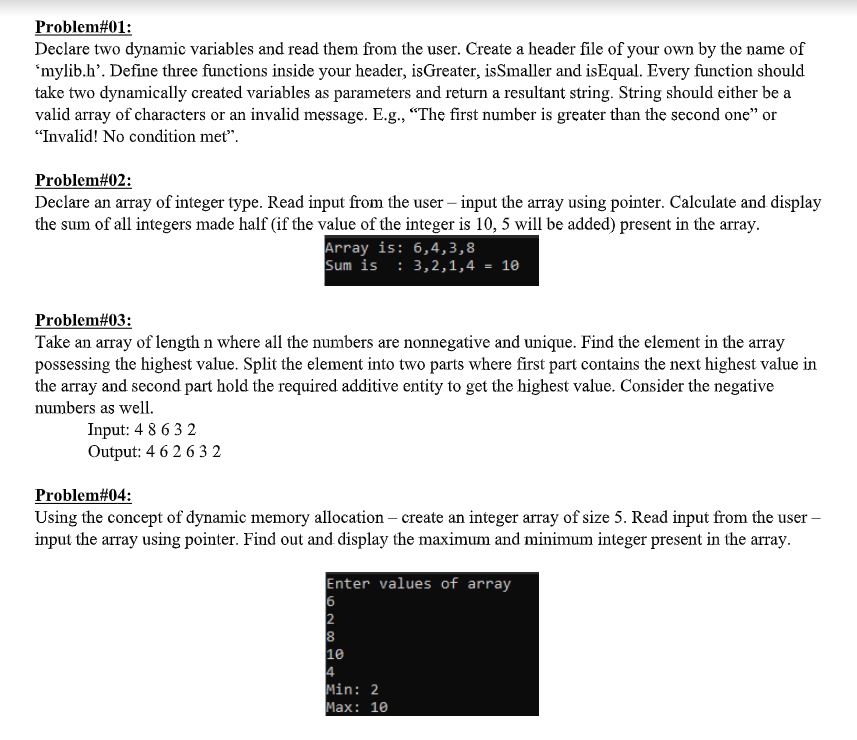 Problem#01:
Declare two dynamic variables and read them from the user. Create a header file of your own by the name of
‘mylib.h’. Define three functions inside your header, isGreater, isSmaller and isEqual. Every function should
take two dynamically created variables as parameters and return a resultant string. String should either be a
valid array of characters or an invalid message. E.g., “The first number is greater than the second one” or
“Invalid! No condition met”.
Problem#02:
Declare an array of integer type. Read input from the user – input the array using pointer. Calculate and display
the sum of all integers made half (if the value of the integer is 10, 5 will be added) present in the array.
Array is: 6,4,3,8
Sum is  : 3,2,1,4 = 10
Problem#03:
Take an array of length n where all the numbers are nonnegative and unique. Find the element in the array
possessing the highest value. Split the element into two parts where first part contains the next highest value in
the array and second part hold the required additive entity to get the highest value. Consider the negative
numbers as well.
Input: 4 8 6 3 2
Output: 4 6 2 6 3 2
Problem#04:
Using the concept of dynamic memory allocation – create an integer array of size 5. Read input from the user –
input the array using pointer. Find out and display the maximum and minimum integer present in the array.
Enter values of array
6
2
8
10
4
Min: 2
Max: 10